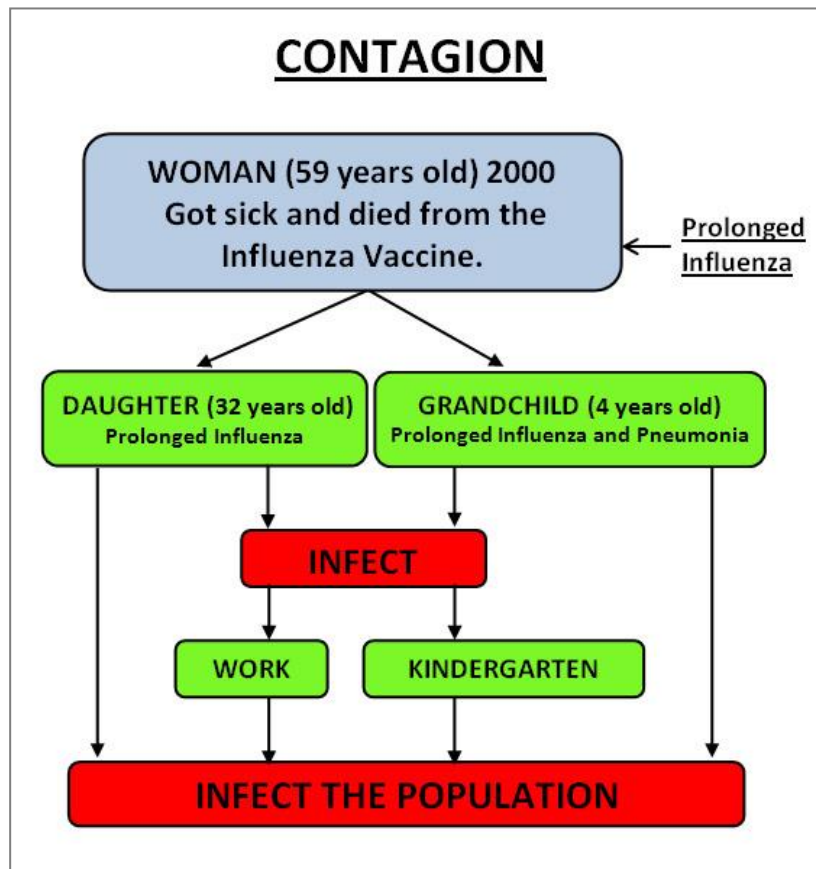 CONTAGION
WOMAN (59 years old) 2000
Got sick and died from the
Influenza Vaccine.
Prolonged
Influenza
DAUGHTER (32 years old)
Prolonged Influenza
GRANDCHILD (4 years old)
Prolonged Influenza and Pneumonia
INFECT
WORK
KINDERGARTEN
INFECT THE POPULATION